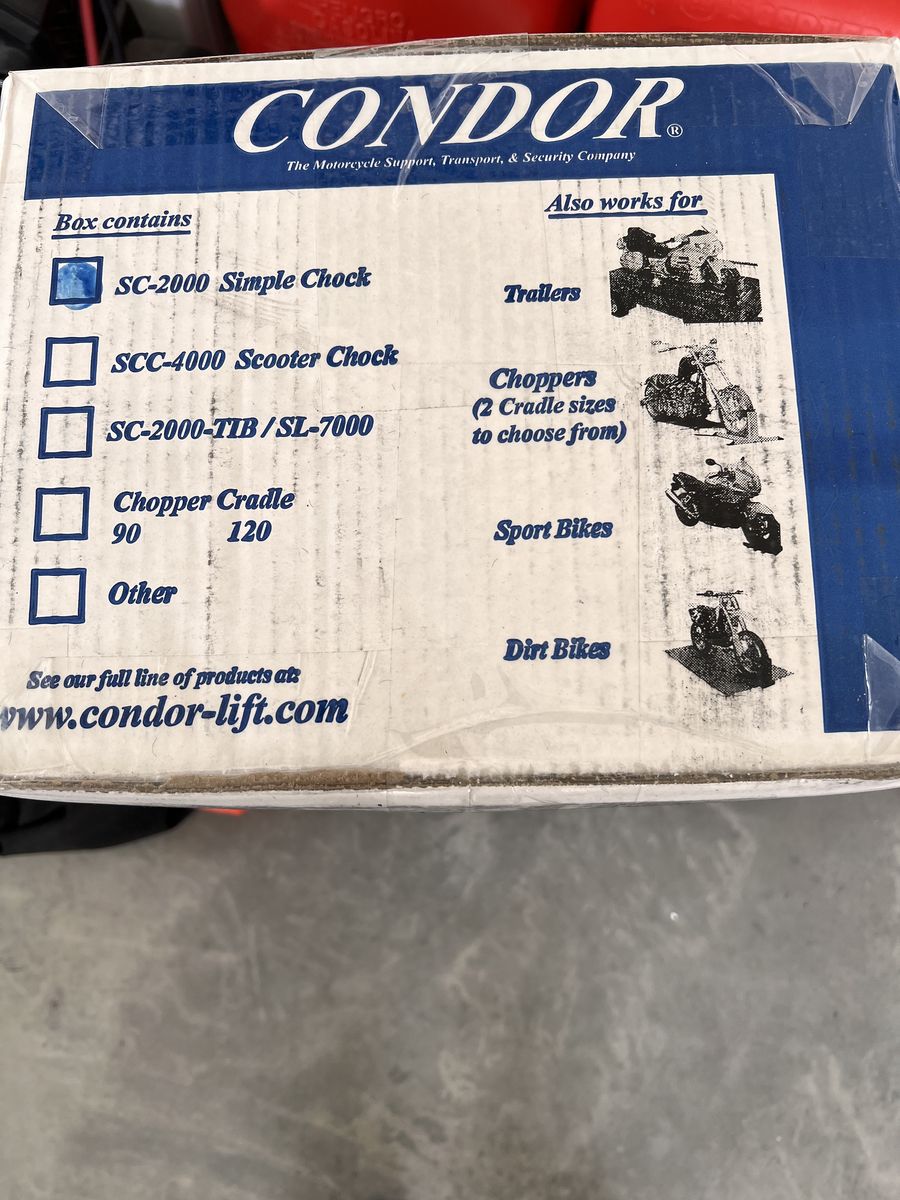 CONDOR®
The Motorcycle Support, Transport, & Security Company
Box contains
SC-2000 Simple Chock
SCC-4000 Scooter Chock
SC-2000-TIB / SL-7000
Chopper Cradle
90 120
Other
See our full line of products at:
www.condor-lift.com
Also works for
Trailers
Choppers
(2 Cradle sizes
to choose from)
Sport Bikes
Dirt Bikes